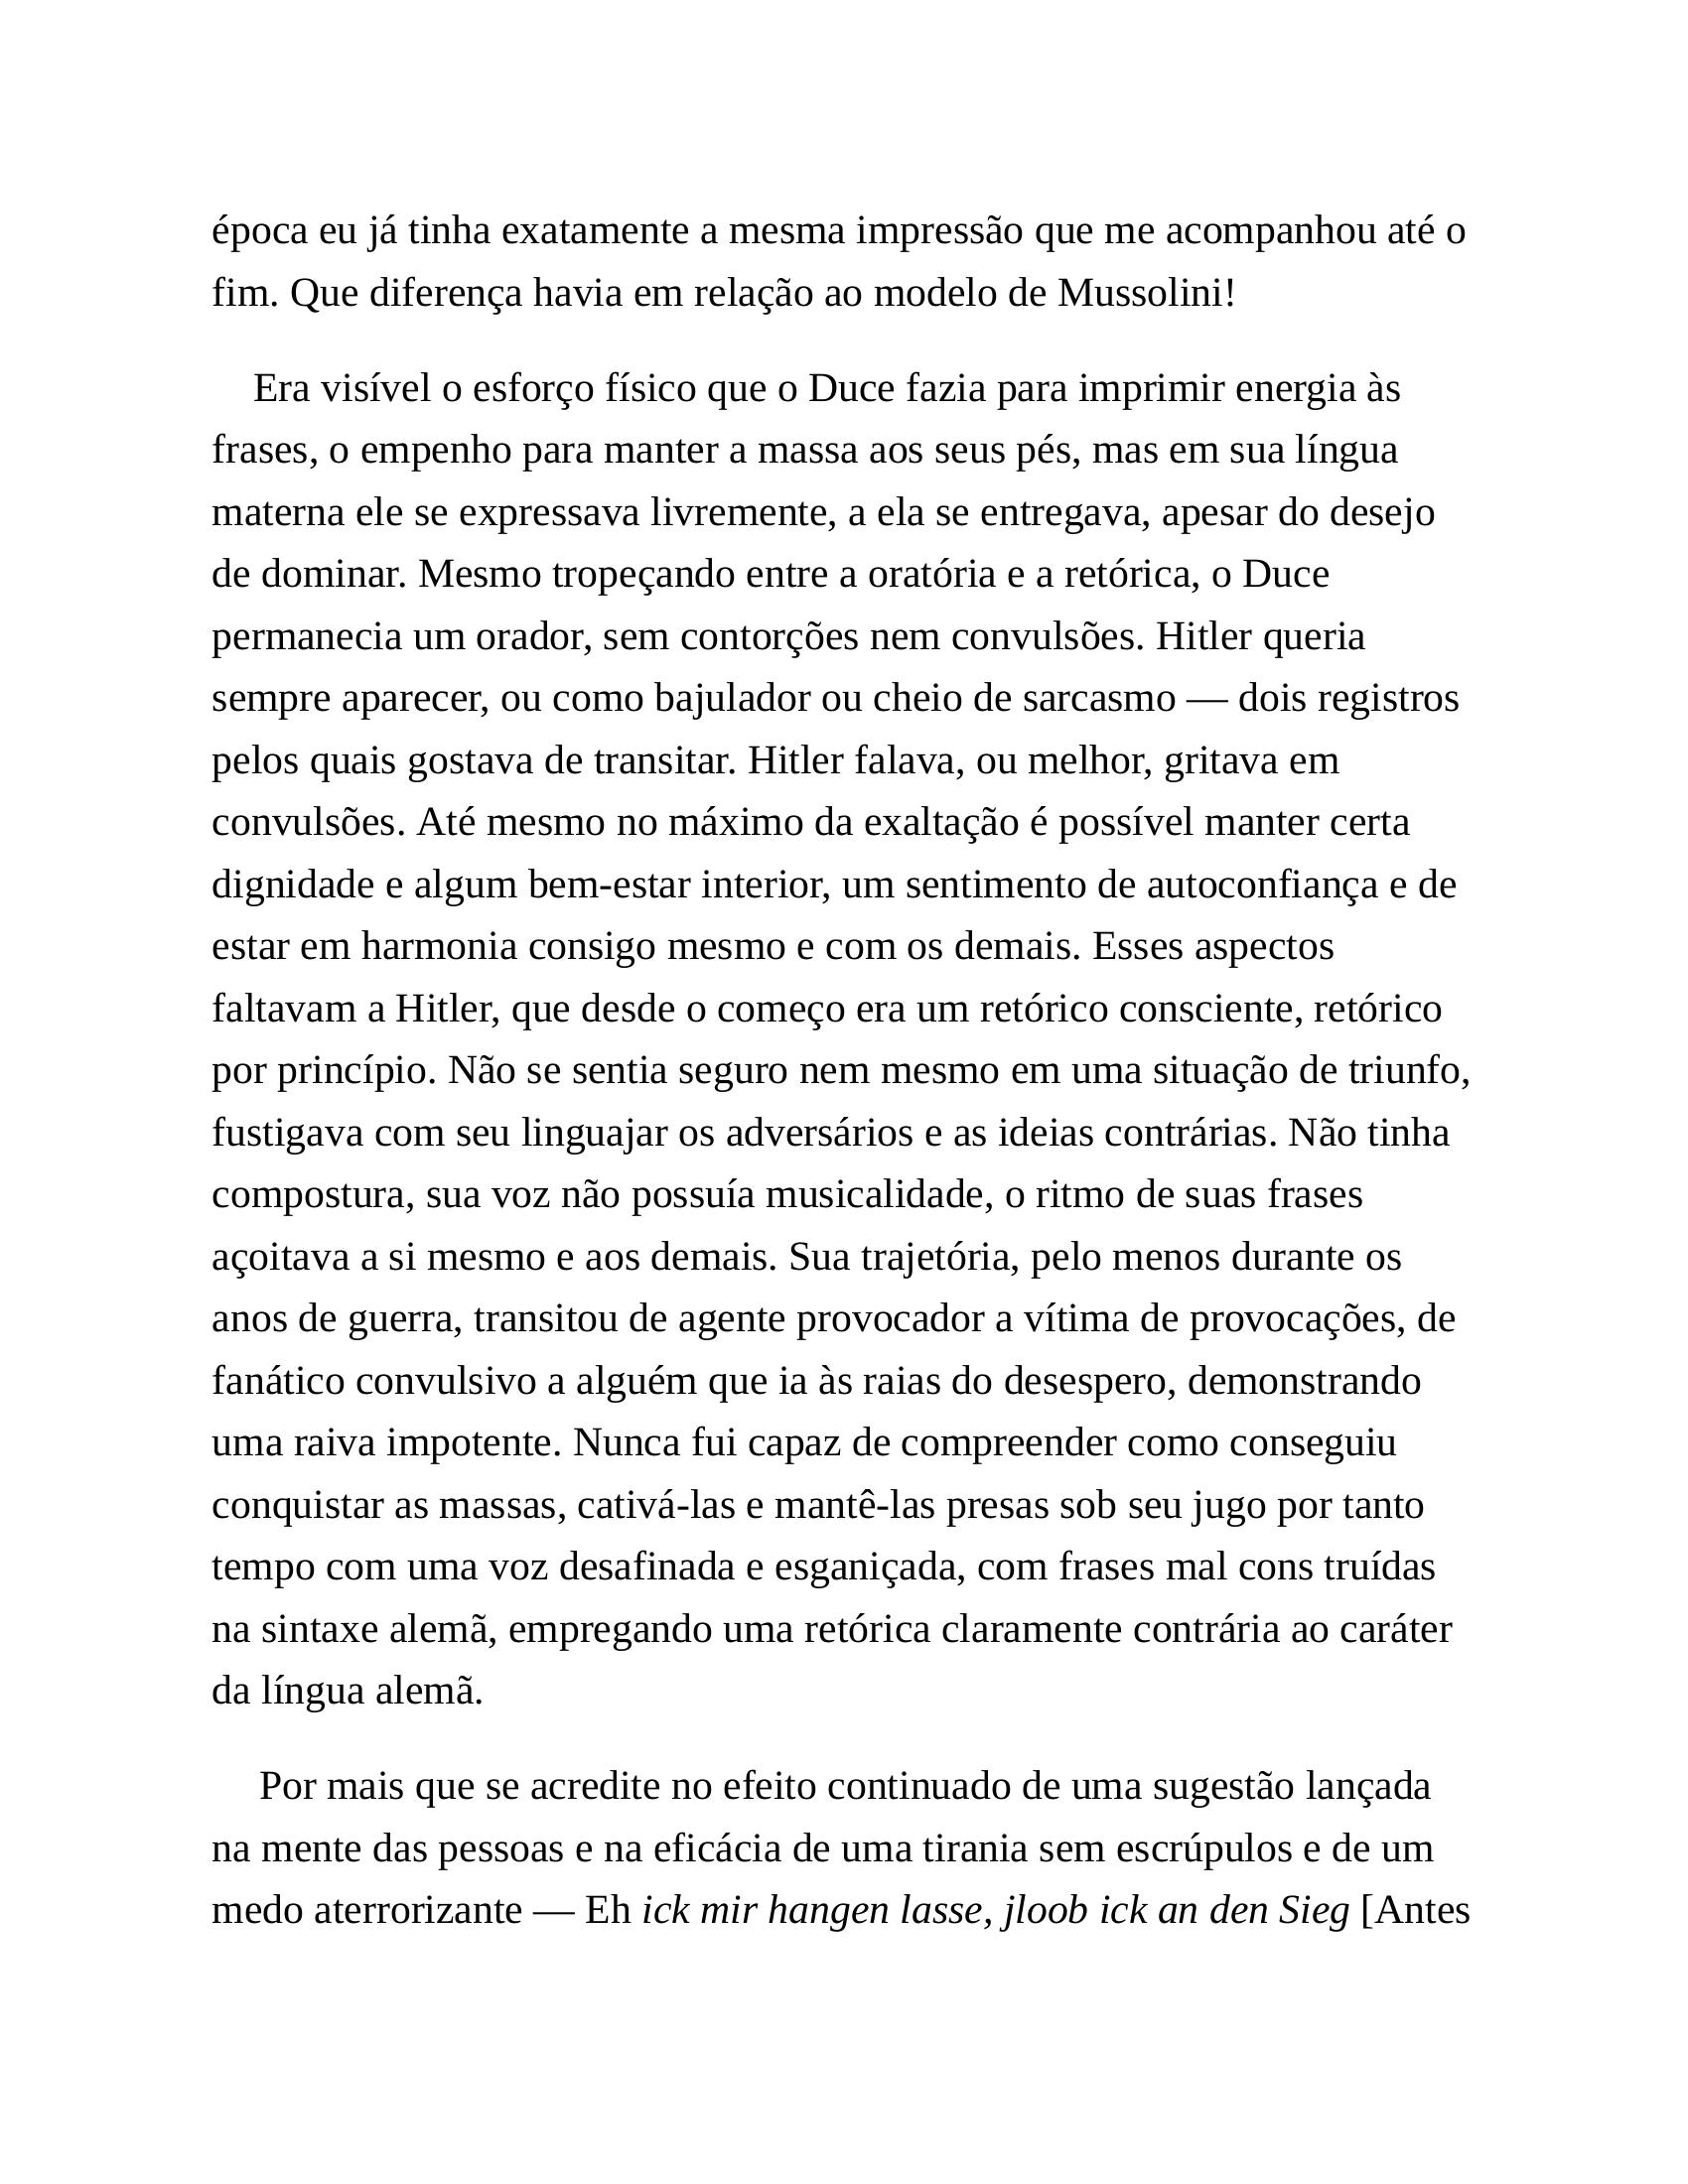 época eu já tinha exatamente a mesma impressão que me acompanhou até o
fim. Que diferença havia em relação ao modelo de Mussolini!
Era visível o esforço físico que o Duce fazia para imprimir energia às
frases, o empenho para manter a massa aos seus pés, mas em sua língua
materna ele se expressava livremente, a ela se entregava, apesar do desejo
de dominar. Mesmo tropeçando entre a oratória e a retórica, o Duce
permanecia um orador, sem contorções nem convulsões. Hitler queria
sempre aparecer, ou como bajulador ou cheio de sarcasmo — dois registros
pelos quais gostava de transitar. Hitler falava, ou melhor, gritava em
convulsões. Até mesmo no máximo da exaltação é possível manter certa
dignidade e algum bem-estar interior, um sentimento de autoconfiança e de
estar em harmonia consigo mesmo e com os demais. Esses aspectos
faltavam a Hitler, que desde o começo era um retórico consciente, retórico
por princípio. Não se sentia seguro nem mesmo em uma situação de triunfo,
fustigava com seu linguajar os adversários e as ideias contrárias. Não tinha
compostura, sua voz não possuía musicalidade, o ritmo de suas frases
açoitava a si mesmo e aos demais. Sua trajetória, pelo menos durante os
anos de guerra, transitou de agente provocador a vítima de provocações, de
fanático convulsivo a alguém que ia às raias do desespero, demonstrando
uma raiva impotente. Nunca fui capaz de compreender como conseguiu
conquistar as massas, cativá-las e mantê-las presas sob seu jugo por tanto
tempo com uma voz desafinada e esganiçada, com frases mal cons truídas
na sintaxe alemã, empregando uma retórica claramente contrária ao caráter
da língua alemã.
Por mais que se acredite no efeito continuado de uma sugestão lançada
na mente das pessoas e na eficácia de uma tirania sem escrúpulos e de um
medo aterrorizante — Eh ick mir hangen lasse, jloob ick an den Sieg [Antes